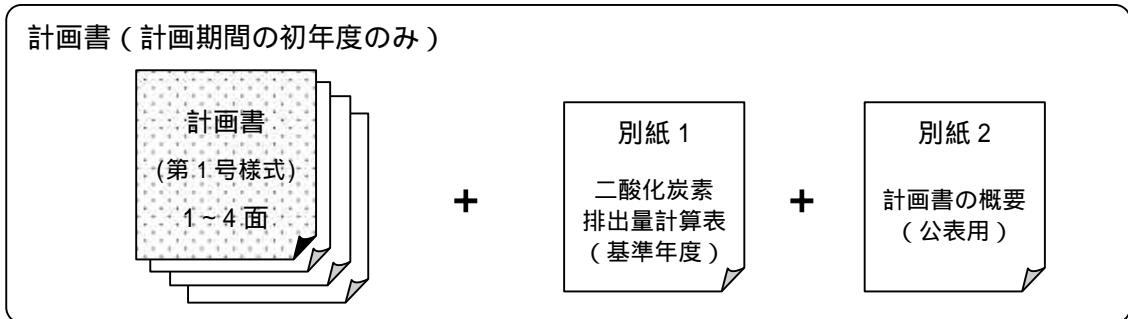 計画書（計画期間の初年度のみ）
計画書
(第１号様式)
１~４面
+
別紙１
二酸化炭素
排出量計算表
（基準年度）
+
別紙２
計画書の概要
（公表用）